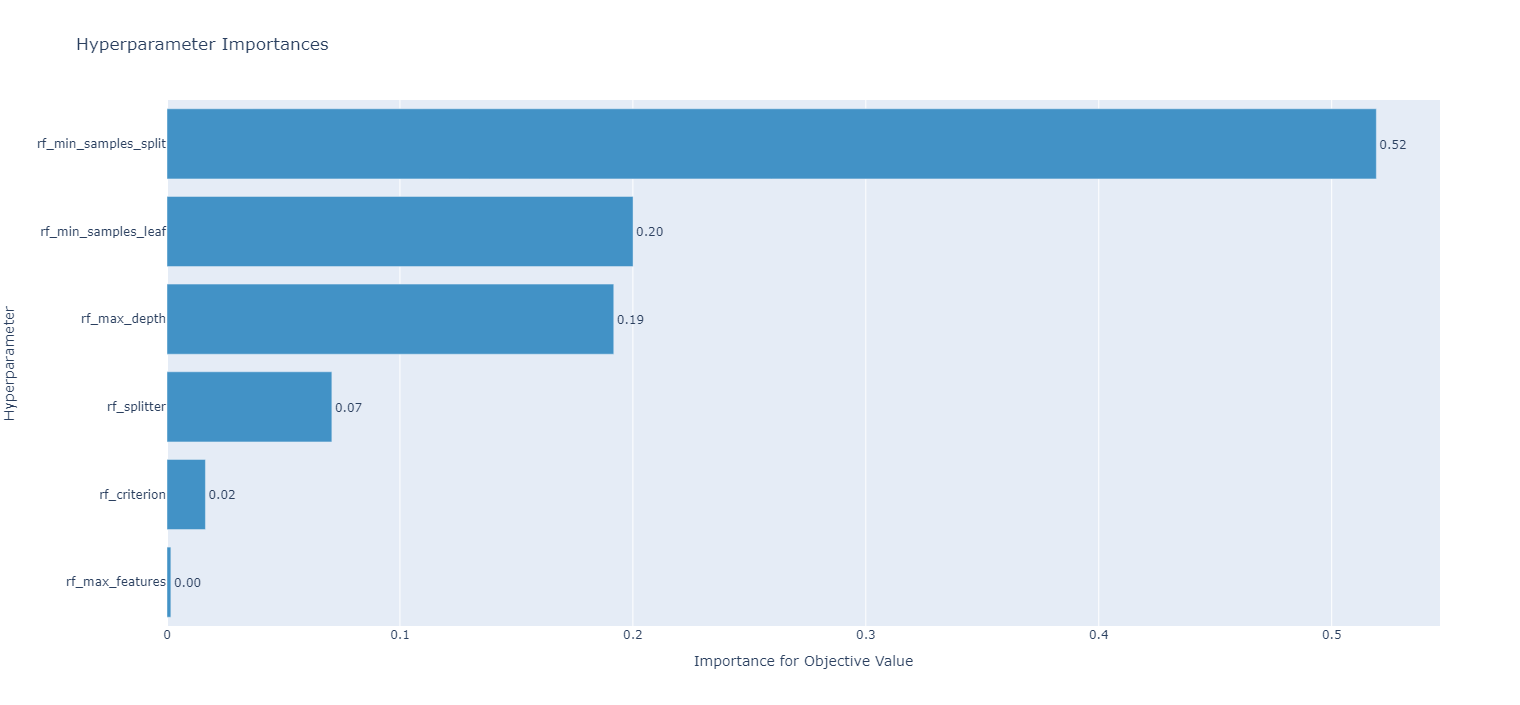 Hyperparameter Importances
Hyperparameter
rf_min_samples_split
0.52
rf_min_samples_leaf
0.20
rf_max_depth
0.19
rf_splitter
0.07
rf_criterion
0.02
rf_max_features
0.00
0 0.1 0.2 0.3 0.4 0.5
Importance for Objective Value